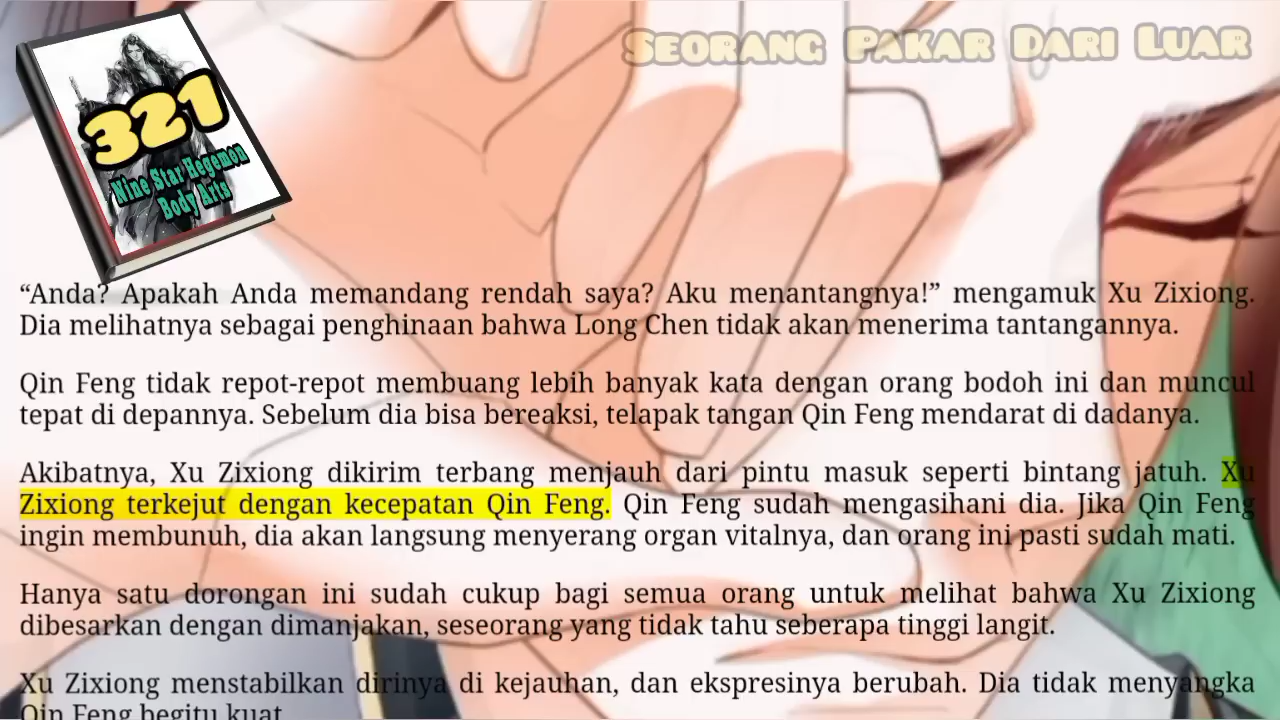 Seorang Pakar Dari Luar
321
Nine Star Hegemon
Body Arts
“Anda? Apakah Anda memandang rendah saya? Aku menantangnya!” mengamuk Xu Zixiong.
Dia melihatnya sebagai penghinaan bahwa Long Chen tidak akan menerima tantangannya.
Qin Feng tidak repot-repot membuang lebih banyak kata dengan orang bodoh ini dan muncul
tepat di depannya. Sebelum dia bisa bereaksi, telapak tangan Qin Feng mendarat di dadanya.
Akibatnya, Xu Zixiong dikirim terbang menjauh dari pintu masuk seperti bintang jatuh. Xu
Zixiong terkejut dengan kecepatan Qin Feng. Qin Feng sudah mengasihani dia. Jika Qin Feng
ingin membunuh, dia akan langsung menyerang organ vitalnya, dan orang ini pasti sudah mati.
Hanya satu dorongan ini sudah cukup bagi semua orang untuk melihat bahwa Xu Zixiong
dibesarkan dengan dimanjakan, seseorang yang tidak tahu seberapa tinggi langit.
Xu Zixiong menstabilkan dirinya di kejauhan, dan ekspresinya berubah. Dia tidak menyangka
Qin Feng begitu kuat